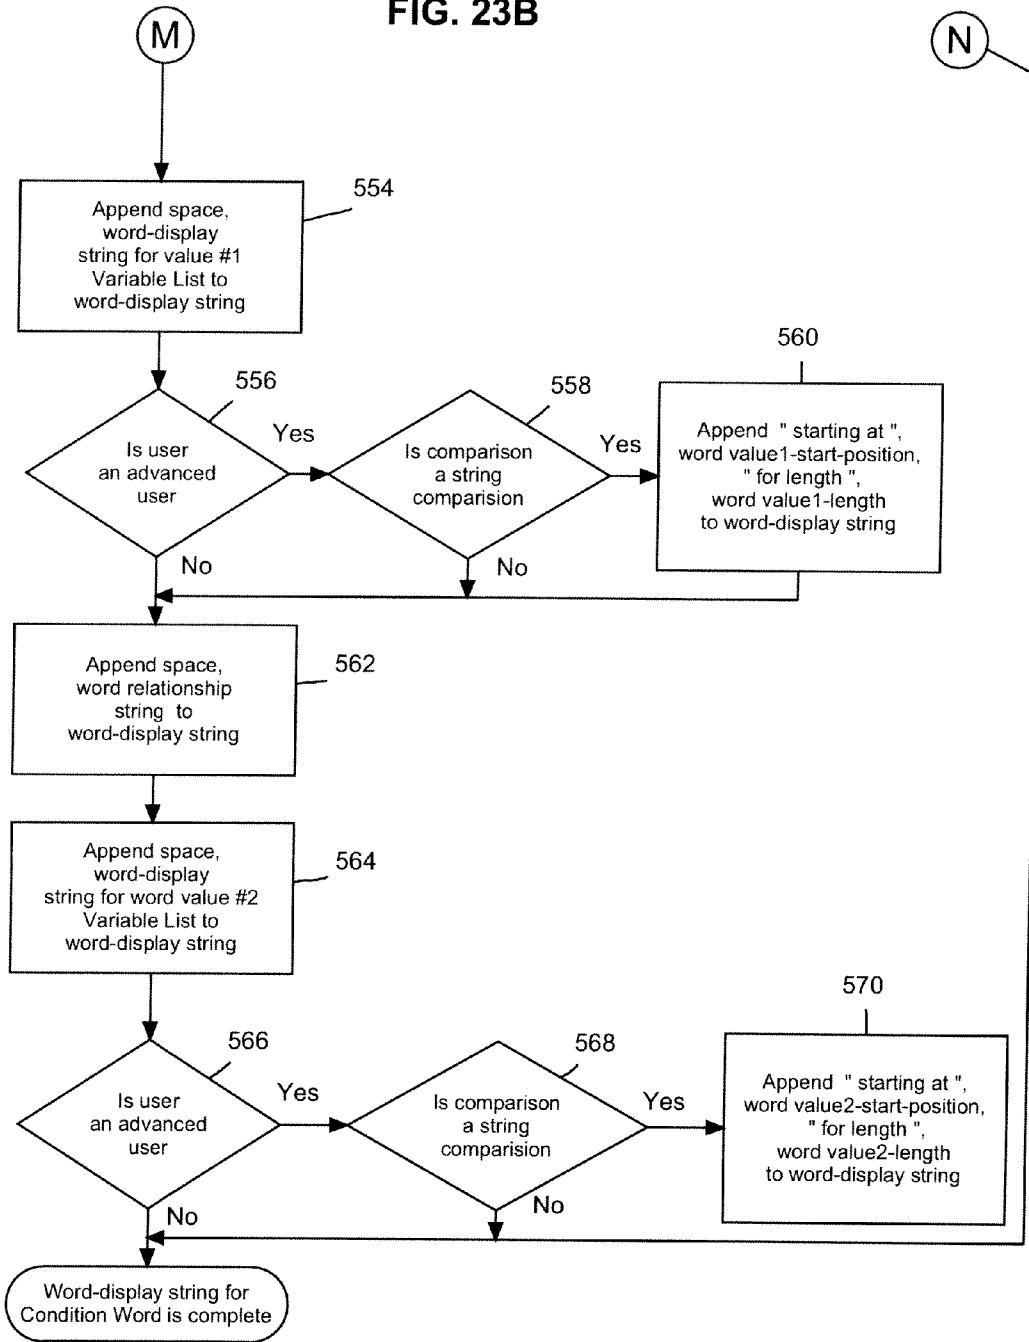 FIG. 23B
M
N
554
Append space,
word-display
string for value #1
Variable List to
word-display string
556
Is user
an advanced
user
Yes
No
558
Is comparison
a string
comparision
Yes
No
560
Append " starting at ",
word value1-start-position,
" for length ",
word value1-length
to word-display string
562
Append space,
word relationship
string to
word-display string
564
Append space,
word-display
string for word value #2
Variable List to
word-display string
566
Is user
an advanced
user
Yes
No
568
Is comparison
a string
comparision
Yes
No
570
Append " starting at ",
word value2-start-position,
" for length ",
word value2-length
to word-display string
Word-display string for
Condition Word is complete